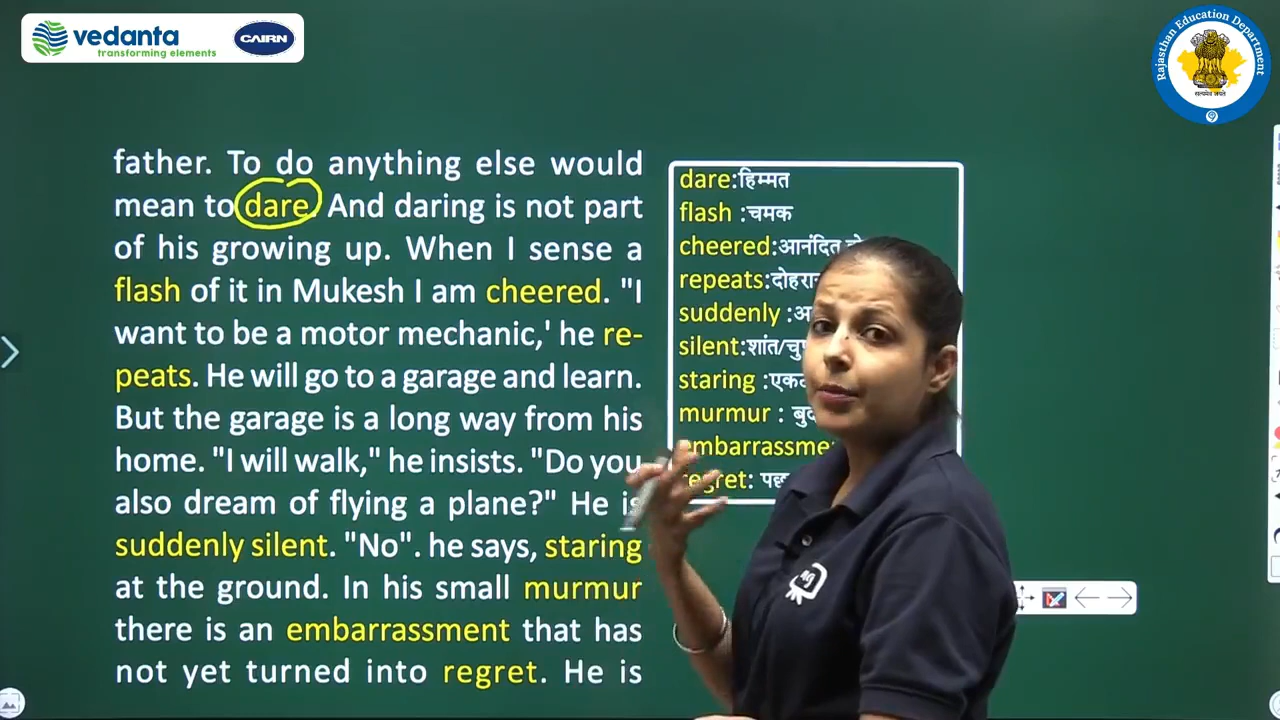 vedanta
transforming elements
CAIRN
Rajasthan Education Department
father. To do anything else would
mean to dare. And daring is not part
of his growing up. When I sense a
flash of it in Mukesh I am cheered. "I
want to be a motor mechanic,' he re-
peats. He will go to a garage and learn.
But the garage is a long way from his
home. "I will walk," he insists. "Do you
also dream of flying a plane?" He is
suddenly silent. "No". he says, staring
at the ground. In his small murmur
there is an embarrassment that has
not yet turned into regret. He is
dare:हिम्मत
flash :चमक
cheered:आनंदित
repeats:
suddenly :
silent:शांत/
staring :
murmur :
regret: